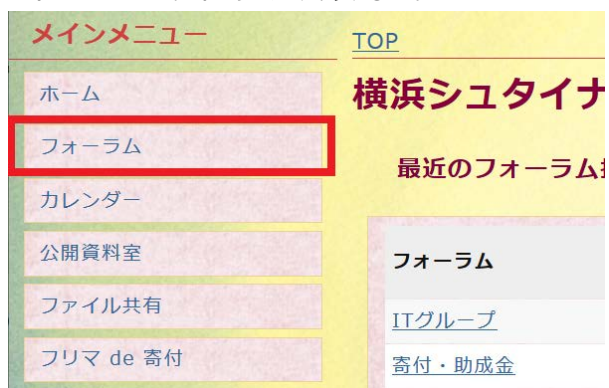 メインメニュー
ホーム
フォーラム
カレンダー
公開資料室
ファイル共有
フリマ de 寄付
TOP
横浜シュタイナ
最近のフォーラム
フォーラム
ITグループ
寄付・助成金